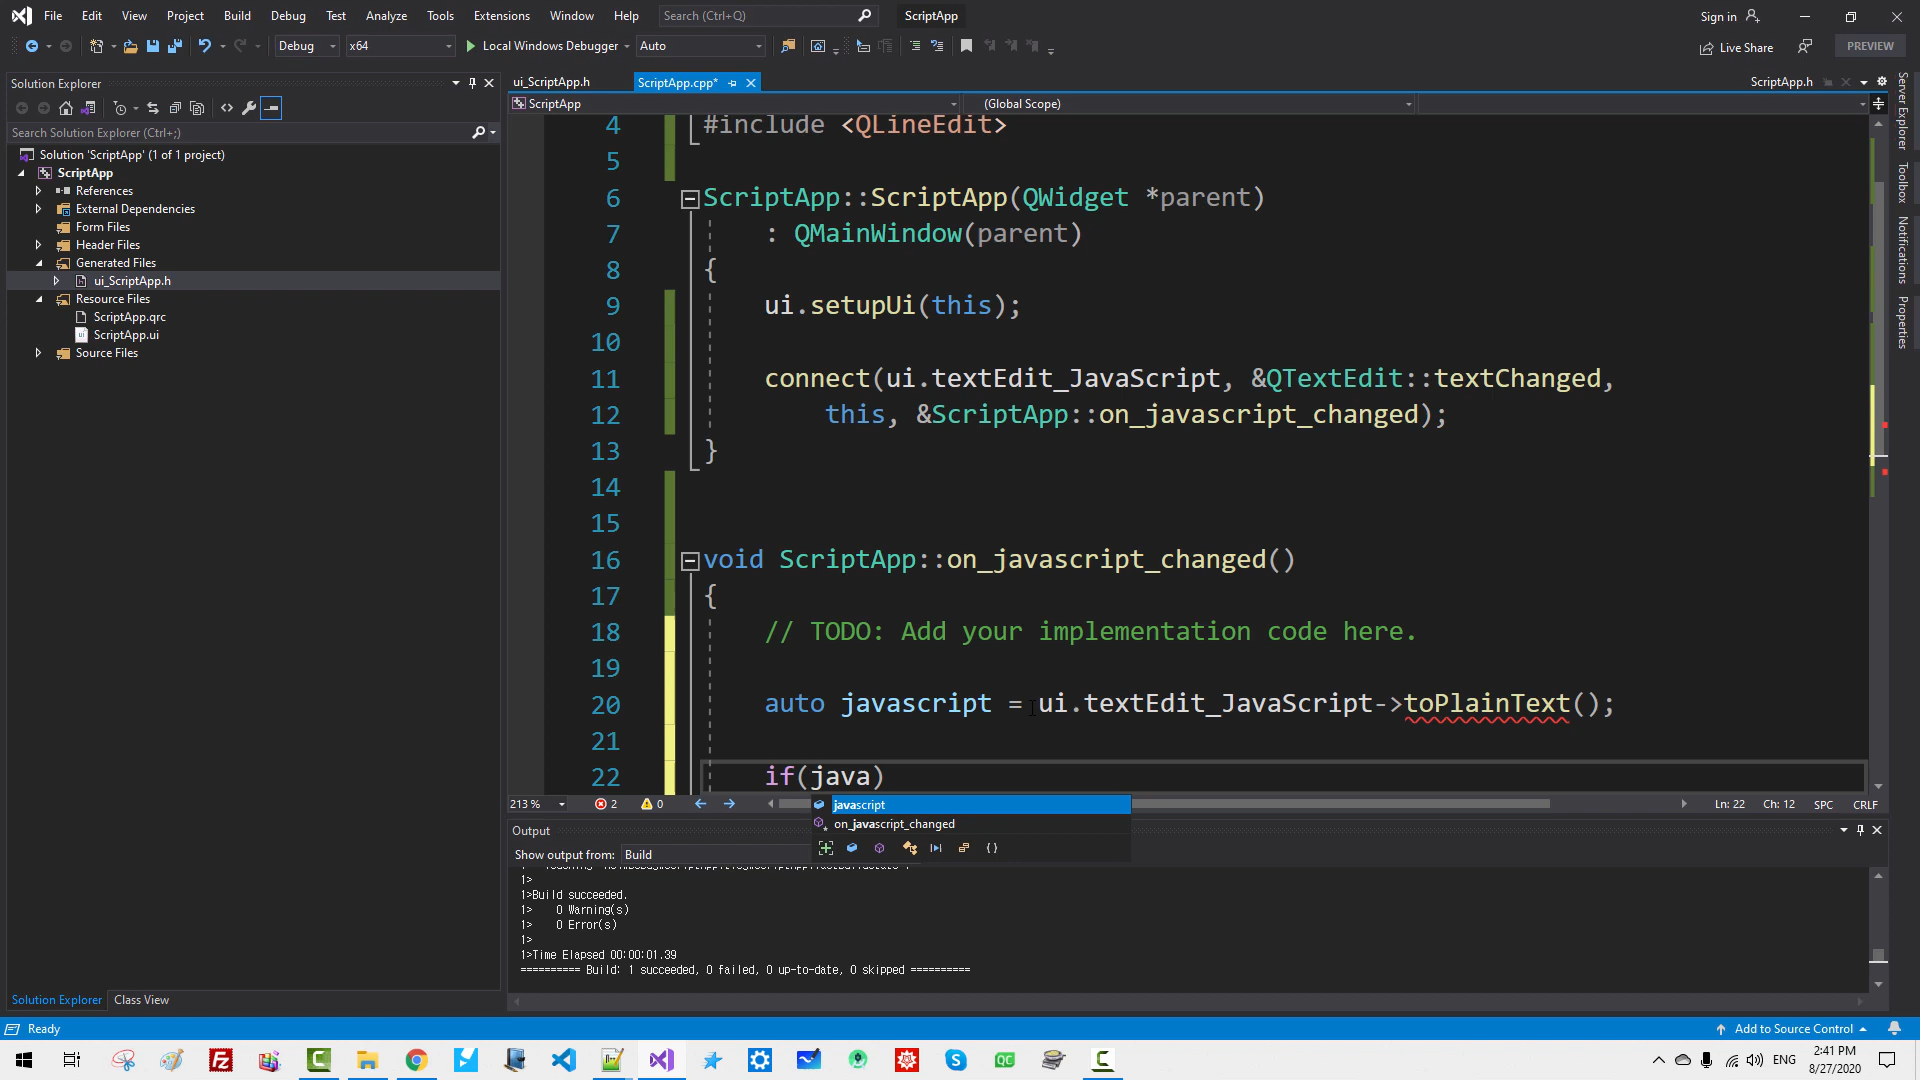 File Edit View Project Build Debug Test Analyze Tools Extensions Window Help Search (Ctrl+Q) ScriptApp Sign in
Debug x64 Local Windows Debugger Auto Live Share PREVIEW
Solution Explorer
ui_ScriptApp.h ScriptApp.cpp* ScriptApp.h
ScriptApp (Global Scope)
Search Solution Explorer (Ctrl+;)
Solution 'ScriptApp' (1 of 1 project)
ScriptApp
References
External Dependencies
Form Files
Header Files
Generated Files
ui_ScriptApp.h
Resource Files
ScriptApp.qrc
ScriptApp.ui
Source Files
4 #include <QLineEdit>
5
6 ScriptApp::ScriptApp(QWidget *parent)
7 : QMainWindow(parent)
8 {
9 ui.setupUi(this);
10
11 connect(ui.textEdit_JavaScript, &QTextEdit::textChanged,
12 this, &ScriptApp::on_javascript_changed);
13 }
14
15
16 void ScriptApp::on_javascript_changed()
17 {
18 // TODO: Add your implementation code here.
19
20 auto javascript = ui.textEdit_JavaScript->toPlainText();
21
22 if(java)
javascript
on_javascript_changed
213 % 2 0 Ln: 22 Ch: 12 SPC CRLF
Output
Show output from: Build
1>
1>Build succeeded.
1> 0 Warning(s)
1> 0 Error(s)
1>
1>Time Elapsed 00:00:01.39
========== Build: 1 succeeded, 0 failed, 0 up-to-date, 0 skipped ==========
Solution Explorer Class View
Server Explorer
Toolbox
Notifications
Properties
Ready Add to Source Control
ENG 2:41 PM
8/27/2020